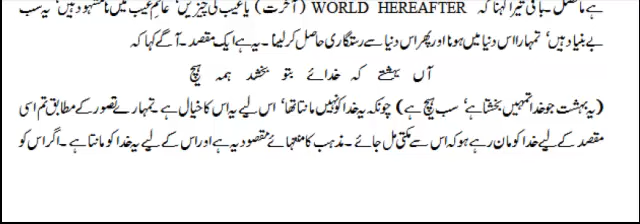 ہے ماحصل۔ باقی تیرا کہنا کہ WORLD HEREAFTER (آخرت) یا غیب کی چیزیں‘ عالم غیب میں نا مشہود ہیں‘ یہ سب
بے بنیاد ہیں‘ تمہارا اس دنیا میں ہونا اور پھر اس دنیا سے رستگاری حاصل کر لینا۔ یہ ہے ایک مقصد۔ آگے کہا کہ
آں بہشتے کہ خدائے بتو بخشد ہمہ ہیچ
(یہ بہشت جو خدا تمہیں بخشتا ہے‘ سب ہیچ ہے) چونکہ یہ خدا کو نہیں مانتا تھا‘ اس لیے یہ اس کا خیال ہے۔ تمہارے تصور کے مطابق تم اسی
مقصد کے لیے خدا کو مان رہے ہو کہ اس سے مکتی مل جائے۔ مذہب کا منتہائے مقصود یہ ہے اور اس کے لیے یہ خدا کو مانتا ہے۔ اگر اس کو